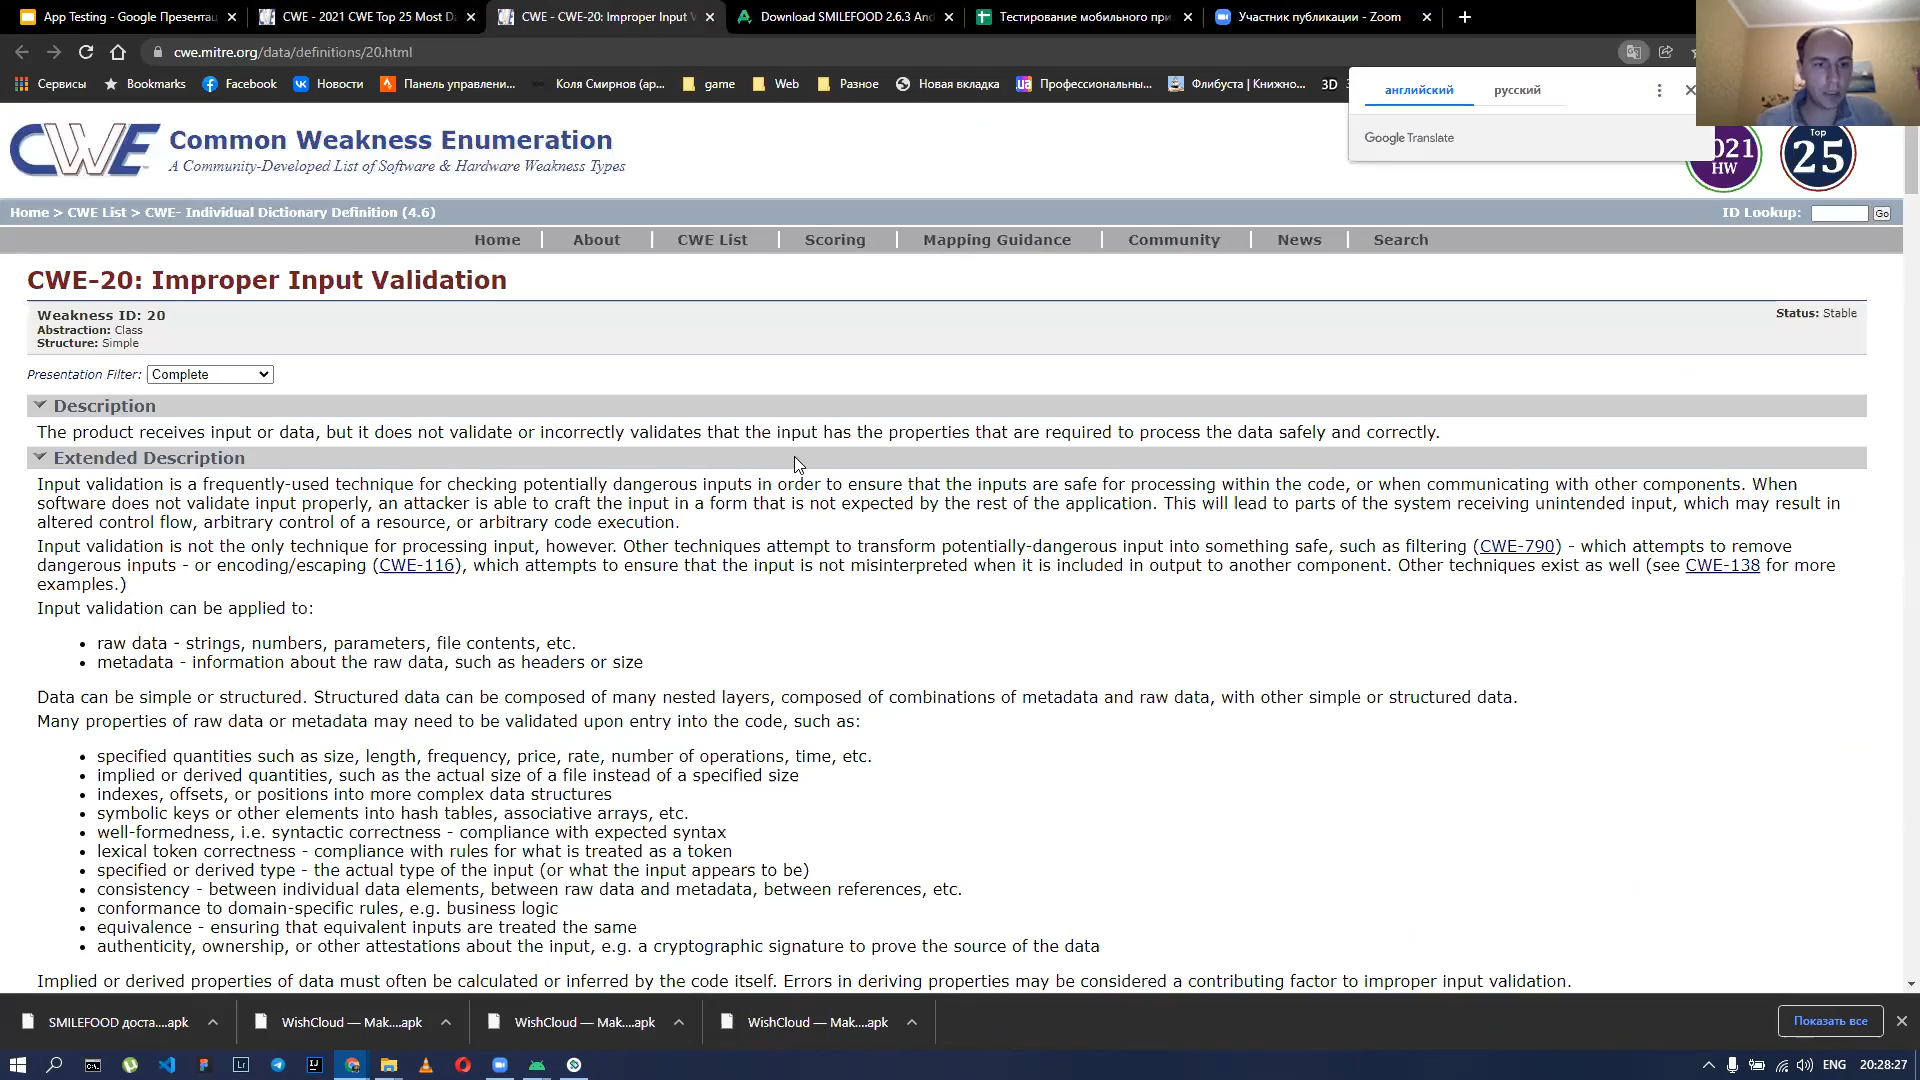 App Testing - Google Презентац
CWE - 2021 CWE Top 25 Most Da
CWE - CWE-20: Improper Input V
Download SMILEFOOD 2.6.3 And
Тестирование мобильного при
Участник публикации - Zoom
cwe.mitre.org/data/definitions/20.html
Сервисы
Bookmarks
Facebook
Новости
Панель управлени...
Коля Смирнов (ар...
game
Web
Разное
Новая вкладка
Профессиональны...
Флибуста | Книжно...
3D
английский
русский
Google Translate
CWE
Common Weakness Enumeration
A Community-Developed List of Software & Hardware Weakness Types
021
HW
Top
25
Home > CWE List > CWE- Individual Dictionary Definition (4.6)
ID Lookup:
Go
Home
About
CWE List
Scoring
Mapping Guidance
Community
News
Search
CWE-20: Improper Input Validation
Weakness ID: 20
Abstraction: Class
Structure: Simple
Status: Stable
Presentation Filter: Complete
Description
The product receives input or data, but it does not validate or incorrectly validates that the input has the properties that are required to process the data safely and correctly.
Extended Description
Input validation is a frequently-used technique for checking potentially dangerous inputs in order to ensure that the inputs are safe for processing within the code, or when communicating with other components. When
software does not validate input properly, an attacker is able to craft the input in a form that is not expected by the rest of the application. This will lead to parts of the system receiving unintended input, which may result in
altered control flow, arbitrary control of a resource, or arbitrary code execution.
Input validation is not the only technique for processing input, however. Other techniques attempt to transform potentially-dangerous input into something safe, such as filtering (CWE-790) - which attempts to remove
dangerous inputs - or encoding/escaping (CWE-116), which attempts to ensure that the input is not misinterpreted when it is included in output to another component. Other techniques exist as well (see CWE-138 for more
examples.)
Input validation can be applied to:
• raw data - strings, numbers, parameters, file contents, etc.
• metadata - information about the raw data, such as headers or size
Data can be simple or structured. Structured data can be composed of many nested layers, composed of combinations of metadata and raw data, with other simple or structured data.
Many properties of raw data or metadata may need to be validated upon entry into the code, such as:
• specified quantities such as size, length, frequency, price, rate, number of operations, time, etc.
• implied or derived quantities, such as the actual size of a file instead of a specified size
• indexes, offsets, or positions into more complex data structures
• symbolic keys or other elements into hash tables, associative arrays, etc.
• well-formedness, i.e. syntactic correctness - compliance with expected syntax
• lexical token correctness - compliance with rules for what is treated as a token
• specified or derived type - the actual type of the input (or what the input appears to be)
• consistency - between individual data elements, between raw data and metadata, between references, etc.
• conformance to domain-specific rules, e.g. business logic
• equivalence - ensuring that equivalent inputs are treated the same
• authenticity, ownership, or other attestations about the input, e.g. a cryptographic signature to prove the source of the data
Implied or derived properties of data must often be calculated or inferred by the code itself. Errors in deriving properties may be considered a contributing factor to improper input validation.
SMILEFOOD доста....apk
WishCloud — Mak....apk
WishCloud — Mak....apk
WishCloud — Mak....apk
Показать все
Lr
IJ
ENG
20:28:27